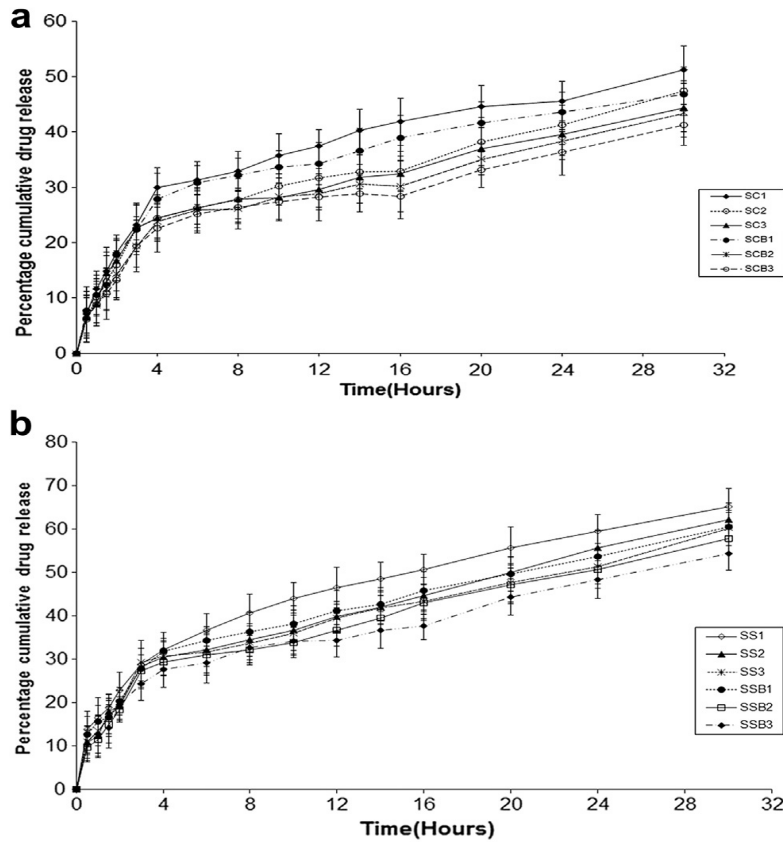 a
Percentage cumulative drug release
60
50
40
30
20
10
0
0 4 8 12 16 20 24 28 32
Time(Hours)
SC1
SC2
SC3
SCB1
SCB2
SCB3
b
Percentage cumulative drug release
80
70
60
50
40
30
20
10
0
0 4 8 12 16 20 24 28 32
Time(Hours)
SS1
SS2
SS3
SSB1
SSB2
SSB3